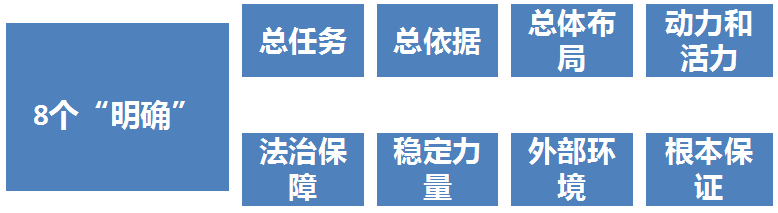 8个“明确”
总任务
总依据
总体布
局
动力和
活力
法治保
障
稳定力
量
外部环
境
根本保
证